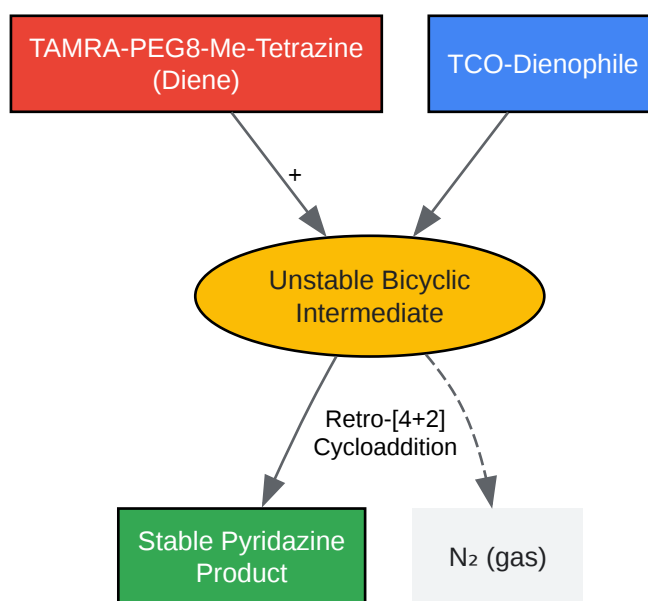 TAMRA-PEG8-Me-Tetrazine
(Diene)
TCO-Dienophile
+
Unstable Bicyclic
Intermediate
Retro-[4+2]
Cycloaddition
Stable Pyridazine
Product
N₂ (gas)